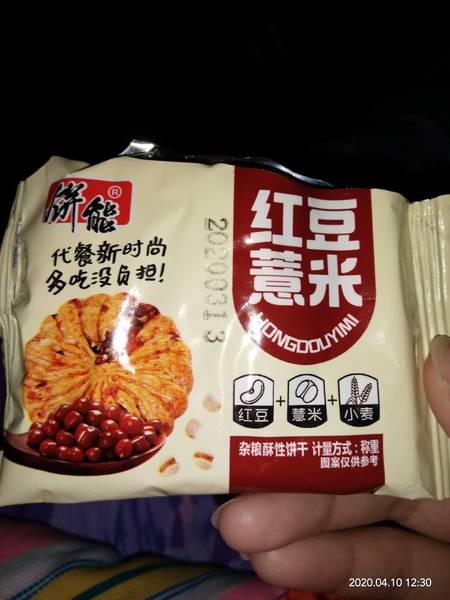 饼能®
代餐新时尚
多吃没负担!
20200313
红豆
薏米
HONGDOUYIMI
红豆+薏米+小麦
杂粮酥性饼干 计量方式:称重
图案仅供参考
2020.04.10 12:30